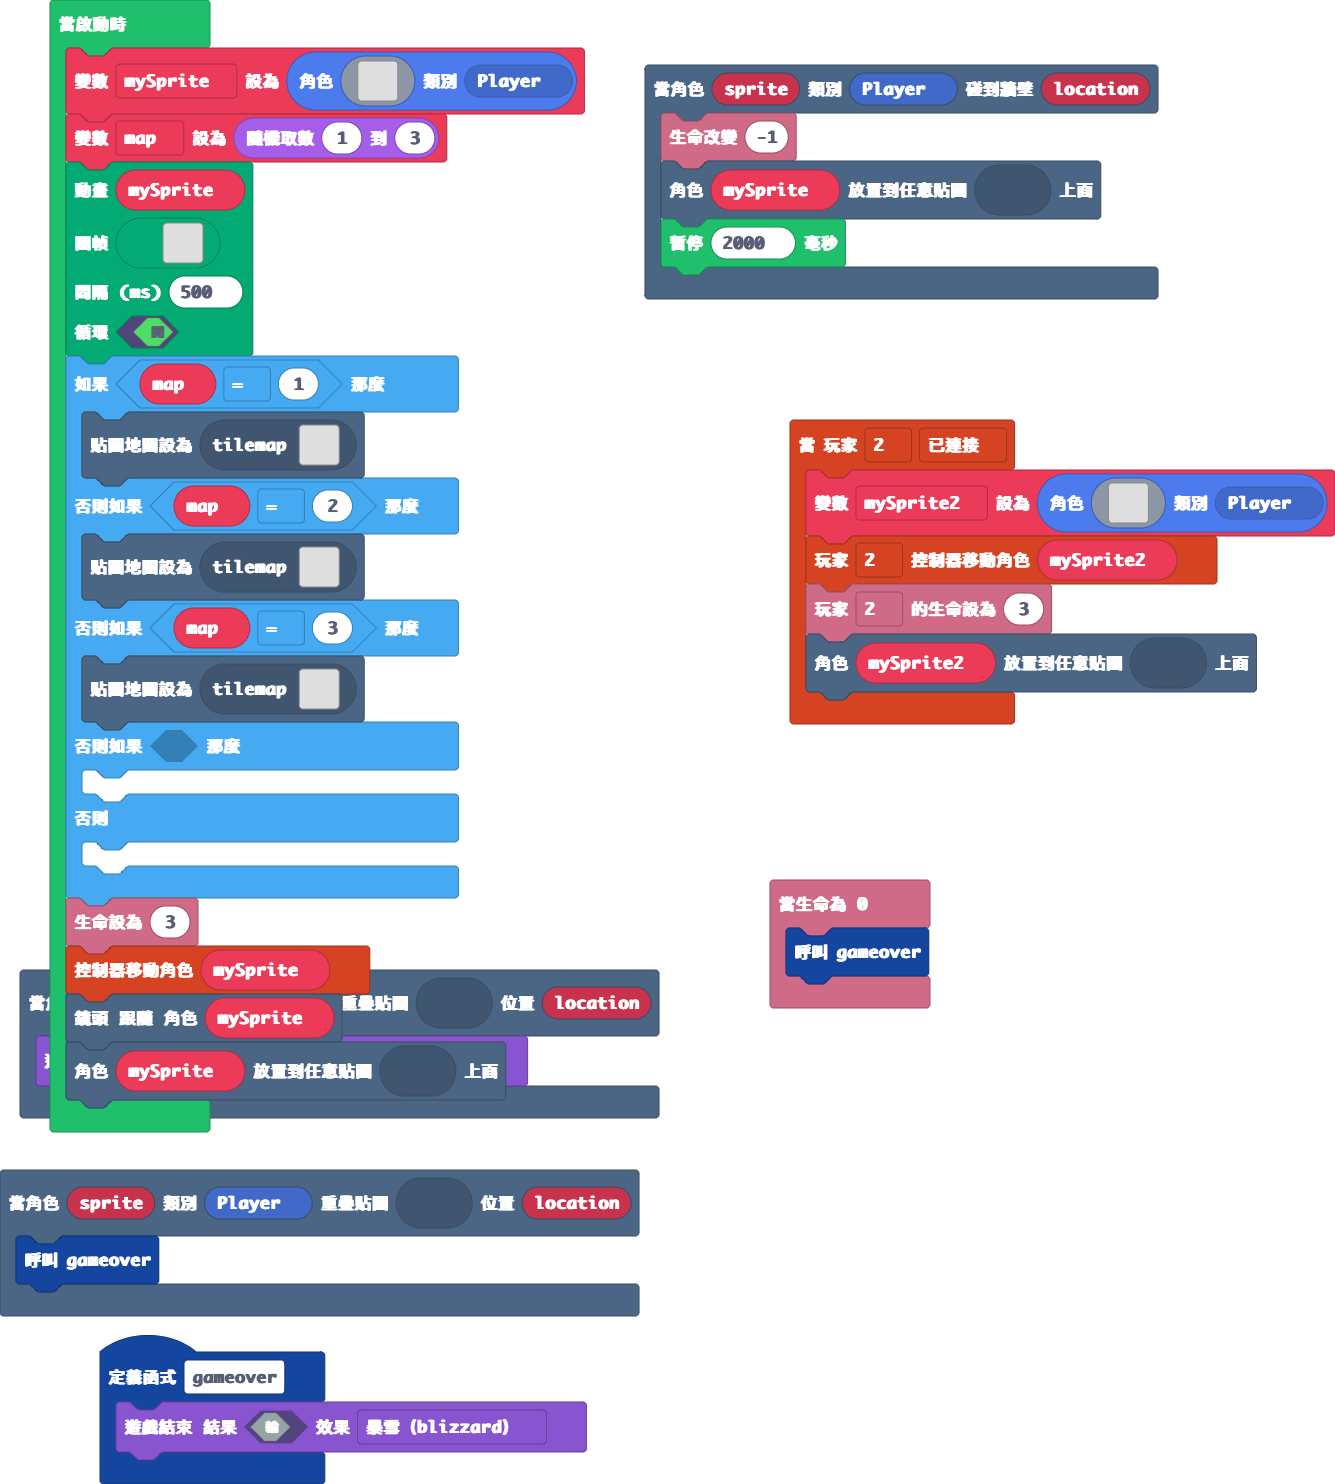 當啟動時
變數 mySprite 設為 角色 類別 Player
變數 map 設為 隨機取數 1 到 3
動畫 mySprite
圖幀
間隔 (ms) 500
循環
如果 map = 1 那麼
貼圖地圖設為 tilemap
否則如果 map = 2 那麼
貼圖地圖設為 tilemap
否則如果 map = 3 那麼
貼圖地圖設為 tilemap
否則如果 那麼
否則
生命設為 3
控制器移動角色 mySprite
鏡頭 跟隨 角色 mySprite
角色 mySprite 放置到任意貼圖 上面
重疊貼圖 位置 location
當角色 sprite 類別 Player 碰到牆壁 location
生命改變 -1
角色 mySprite 放置到任意貼圖 上面
暫停 2000 毫秒
當 玩家 2 已連接
變數 mySprite2 設為 角色 類別 Player
玩家 2 控制器移動角色 mySprite2
玩家 2 的生命設為 3
角色 mySprite2 放置到任意貼圖 上面
當生命為 0
呼叫 gameover
當角色 sprite 類別 Player 重疊貼圖 位置 location
呼叫 gameover
定義函式 gameover
遊戲結束 結果 輸 效果 暴雪 (blizzard)